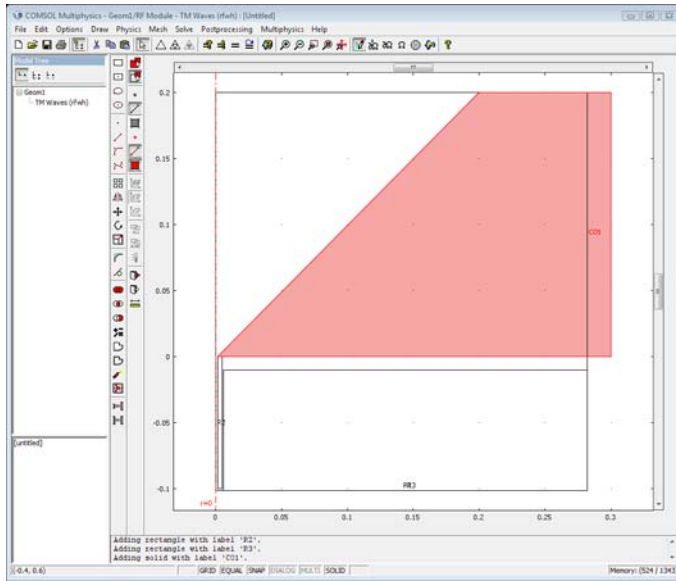 COMSOL Multiphysics - Geom1/RF Module - TM Waves (rfwh) : [Untitled]
File Edit Options Draw Physics Mesh Solve Postprocessing Multiphysics Help
Model Tree
Geom1
TM Waves (rfwh)
0.2
0.15
0.1
CO1
0.05
0
-0.05
R2
-0.1
r=0
0 0.05 0.1 0.15 0.2 0.25 0.3
[untitled]
Adding rectangle with label 'R2'.
Adding rectangle with label 'R3'.
Adding solid with label 'CO1'.
(-0.4, 0.6) GRID EQUAL SNAP DIALOG MULTI SOLID Memory: (524 / 134